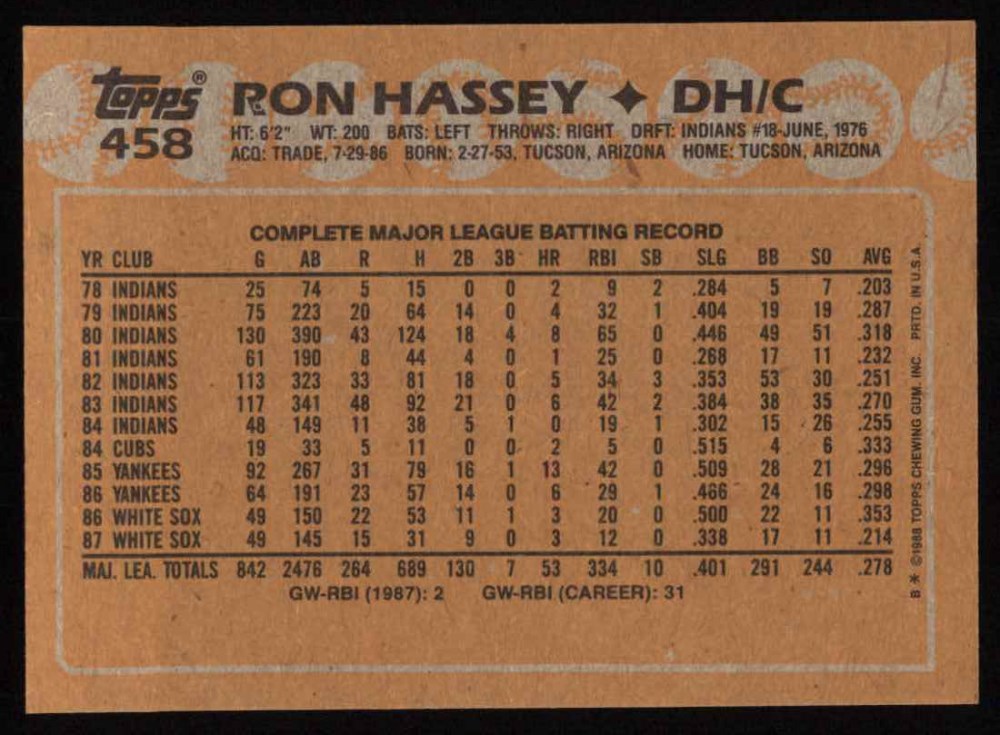 Topps® RON HASSEY ✦ DH/C
458
HT: 6'2" WT: 200 BATS: LEFT THROWS: RIGHT DRFT: INDIANS #18-JUNE, 1976
ACQ: TRADE, 7-29-86 BORN: 2-27-53, TUCSON, ARIZONA HOME: TUCSON, ARIZONA
COMPLETE MAJOR LEAGUE BATTING RECORD
YR CLUB G AB R H 2B 3B HR RBI SB SLG BB SO AVG
78 INDIANS 25 74 5 15 0 0 2 9 2 .284 5 7 .203
79 INDIANS 75 223 20 64 14 0 4 32 1 .404 19 19 .287
80 INDIANS 130 390 43 124 18 4 8 65 0 .446 49 51 .318
81 INDIANS 61 190 8 44 4 0 1 25 0 .268 17 11 .232
82 INDIANS 113 323 33 81 18 0 5 34 3 .353 53 30 .251
83 INDIANS 117 341 48 92 21 0 6 42 2 .384 38 35 .270
84 INDIANS 48 149 11 38 5 1 0 19 1 .302 15 26 .255
84 CUBS 19 33 5 11 0 0 2 5 0 .515 4 6 .333
85 YANKEES 92 267 31 79 16 1 13 42 0 .509 28 21 .296
86 YANKEES 64 191 23 57 14 0 6 29 1 .466 24 16 .298
86 WHITE SOX 49 150 22 53 11 1 3 20 0 .500 22 11 .353
87 WHITE SOX 49 145 15 31 9 0 3 12 0 .338 17 11 .214
MAJ. LEA. TOTALS 842 2476 264 689 130 7 53 334 10 .401 291 244 .278
GW-RBI (1987): 2 GW-RBI (CAREER): 31
B * ©1988 TOPPS CHEWING GUM, INC. PRTD. IN U.S.A.